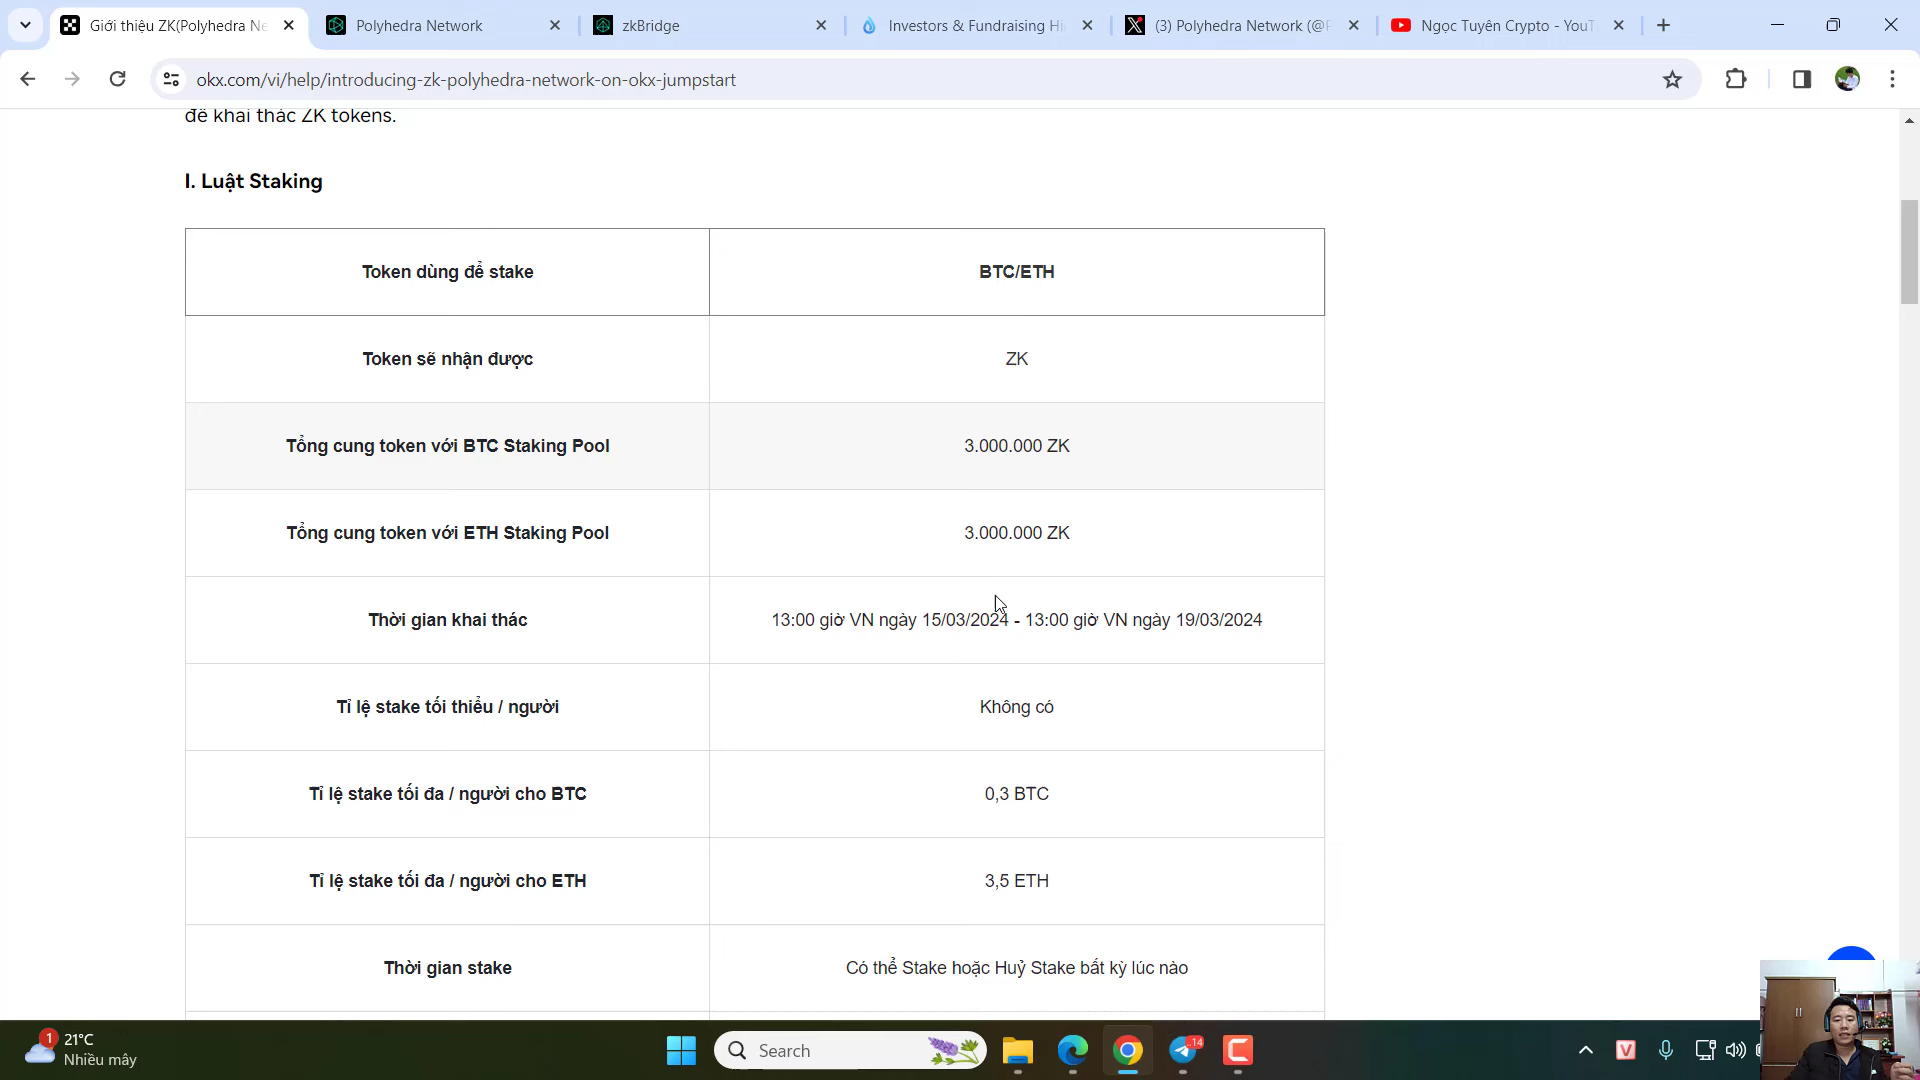 Giới thiệu ZK(Polyhedra Ne
Polyhedra Network
zkBridge
Investors & Fundraising Hi
(3) Polyhedra Network (@P
Ngọc Tuyên Crypto - YouT
okx.com/vi/help/introducing-zk-polyhedra-network-on-okx-jumpstart
để khai thác ZK tokens.
I. Luật Staking
Token dùng để stake
BTC/ETH
Token sẽ nhận được
ZK
Tổng cung token với BTC Staking Pool
3.000.000 ZK
Tổng cung token với ETH Staking Pool
3.000.000 ZK
Thời gian khai thác
13:00 giờ VN ngày 15/03/2024 - 13:00 giờ VN ngày 19/03/2024
Tỉ lệ stake tối thiểu / người
Không có
Tỉ lệ stake tối đa / người cho BTC
0,3 BTC
Tỉ lệ stake tối đa / người cho ETH
3,5 ETH
Thời gian stake
Có thể Stake hoặc Huỷ Stake bất kỳ lúc nào
1
21°C
Nhiều mây
Search
14
V